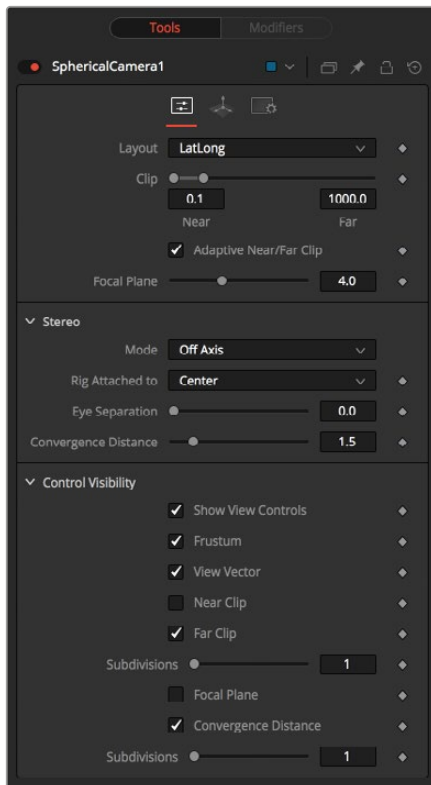 Tools Modifiers
SphericalCamera1
Layout LatLong
Clip
0.1 1000.0
Near Far
Adaptive Near/Far Clip
Focal Plane 4.0
Stereo
Mode Off Axis
Rig Attached to Center
Eye Separation 0.0
Convergence Distance 1.5
Control Visibility
Show View Controls
Frustum
View Vector
Near Clip
Far Clip
Subdivisions 1
Focal Plane
Convergence Distance
Subdivisions 1